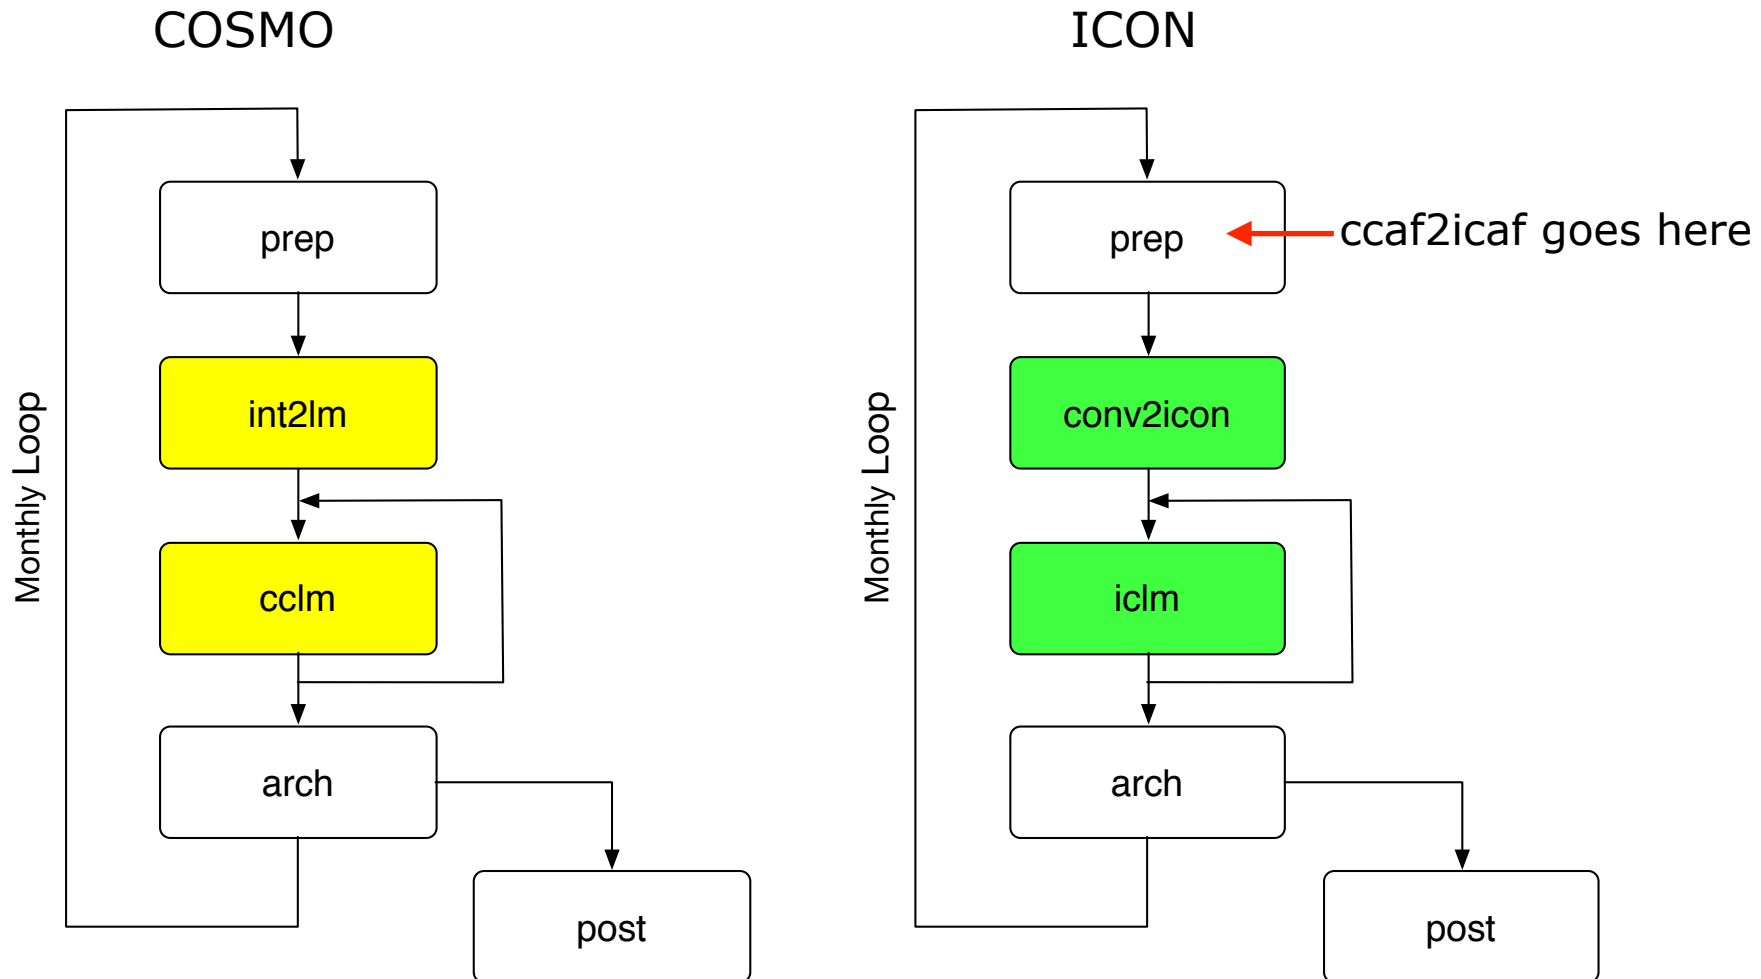 COSMO
prep
int2lm
cclm
arch
post
Monthly Loop
ICON
prep
ccaf2icaf goes here
conv2icon
iclm
arch
post
Monthly Loop